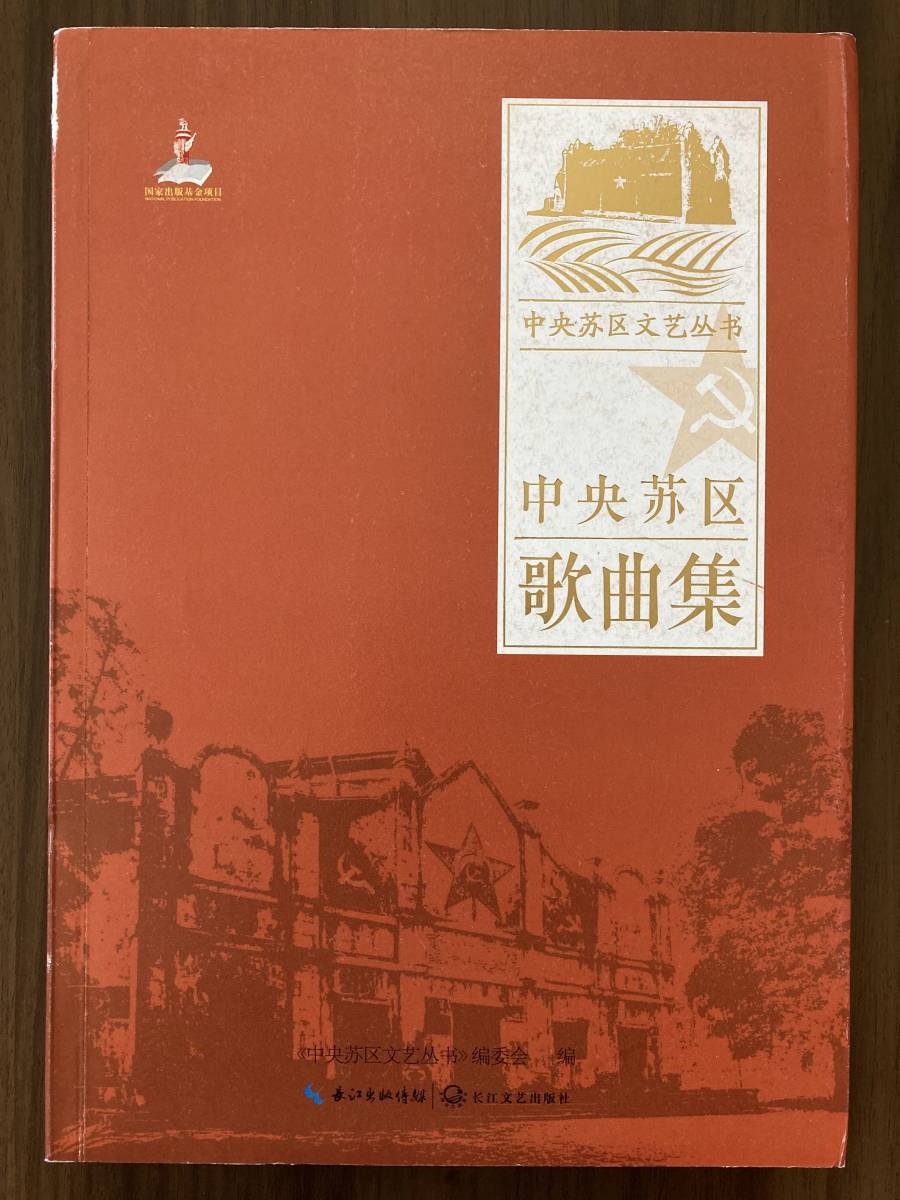 国家出版基金项目
NATIONAL PUBLICATION FOUNDATION
中央苏区文艺丛书
中央苏区
歌曲集
《中央苏区文艺丛书》编委会 编
长江出版传媒 长江文艺出版社